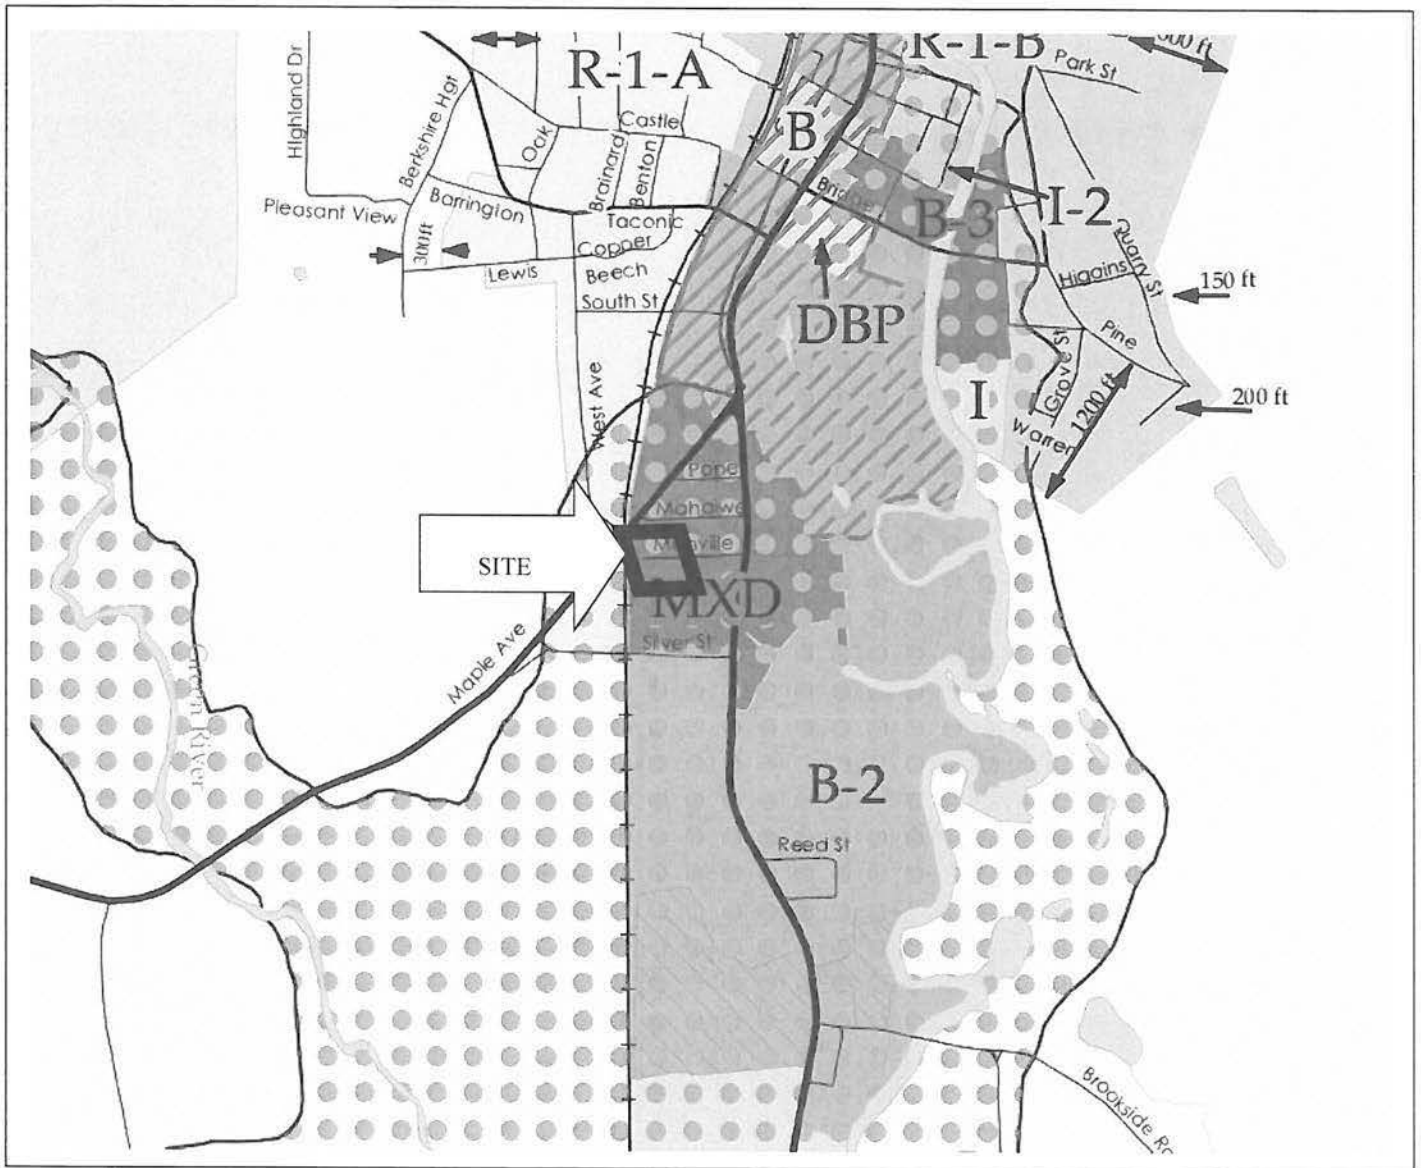 R-1-A
R-1-B
Park St
Highland Dr
Berkshire Hgt
Oak
Castle
Brainard
Benton
B
Bridge
B-3
I-2
Pleasant View
Barrington
Taconic
Copper
300ft
Lewis
Beech
South St
DBP
Quarry St
Higgins
150 ft
Pine
Grove St
1200 ft
200 ft
Warren
I
West Ave
Pope
Mahaiwe
Manville
SITE
MXD
Silver St
Maple Ave
Green River
B-2
Reed St
Brookside